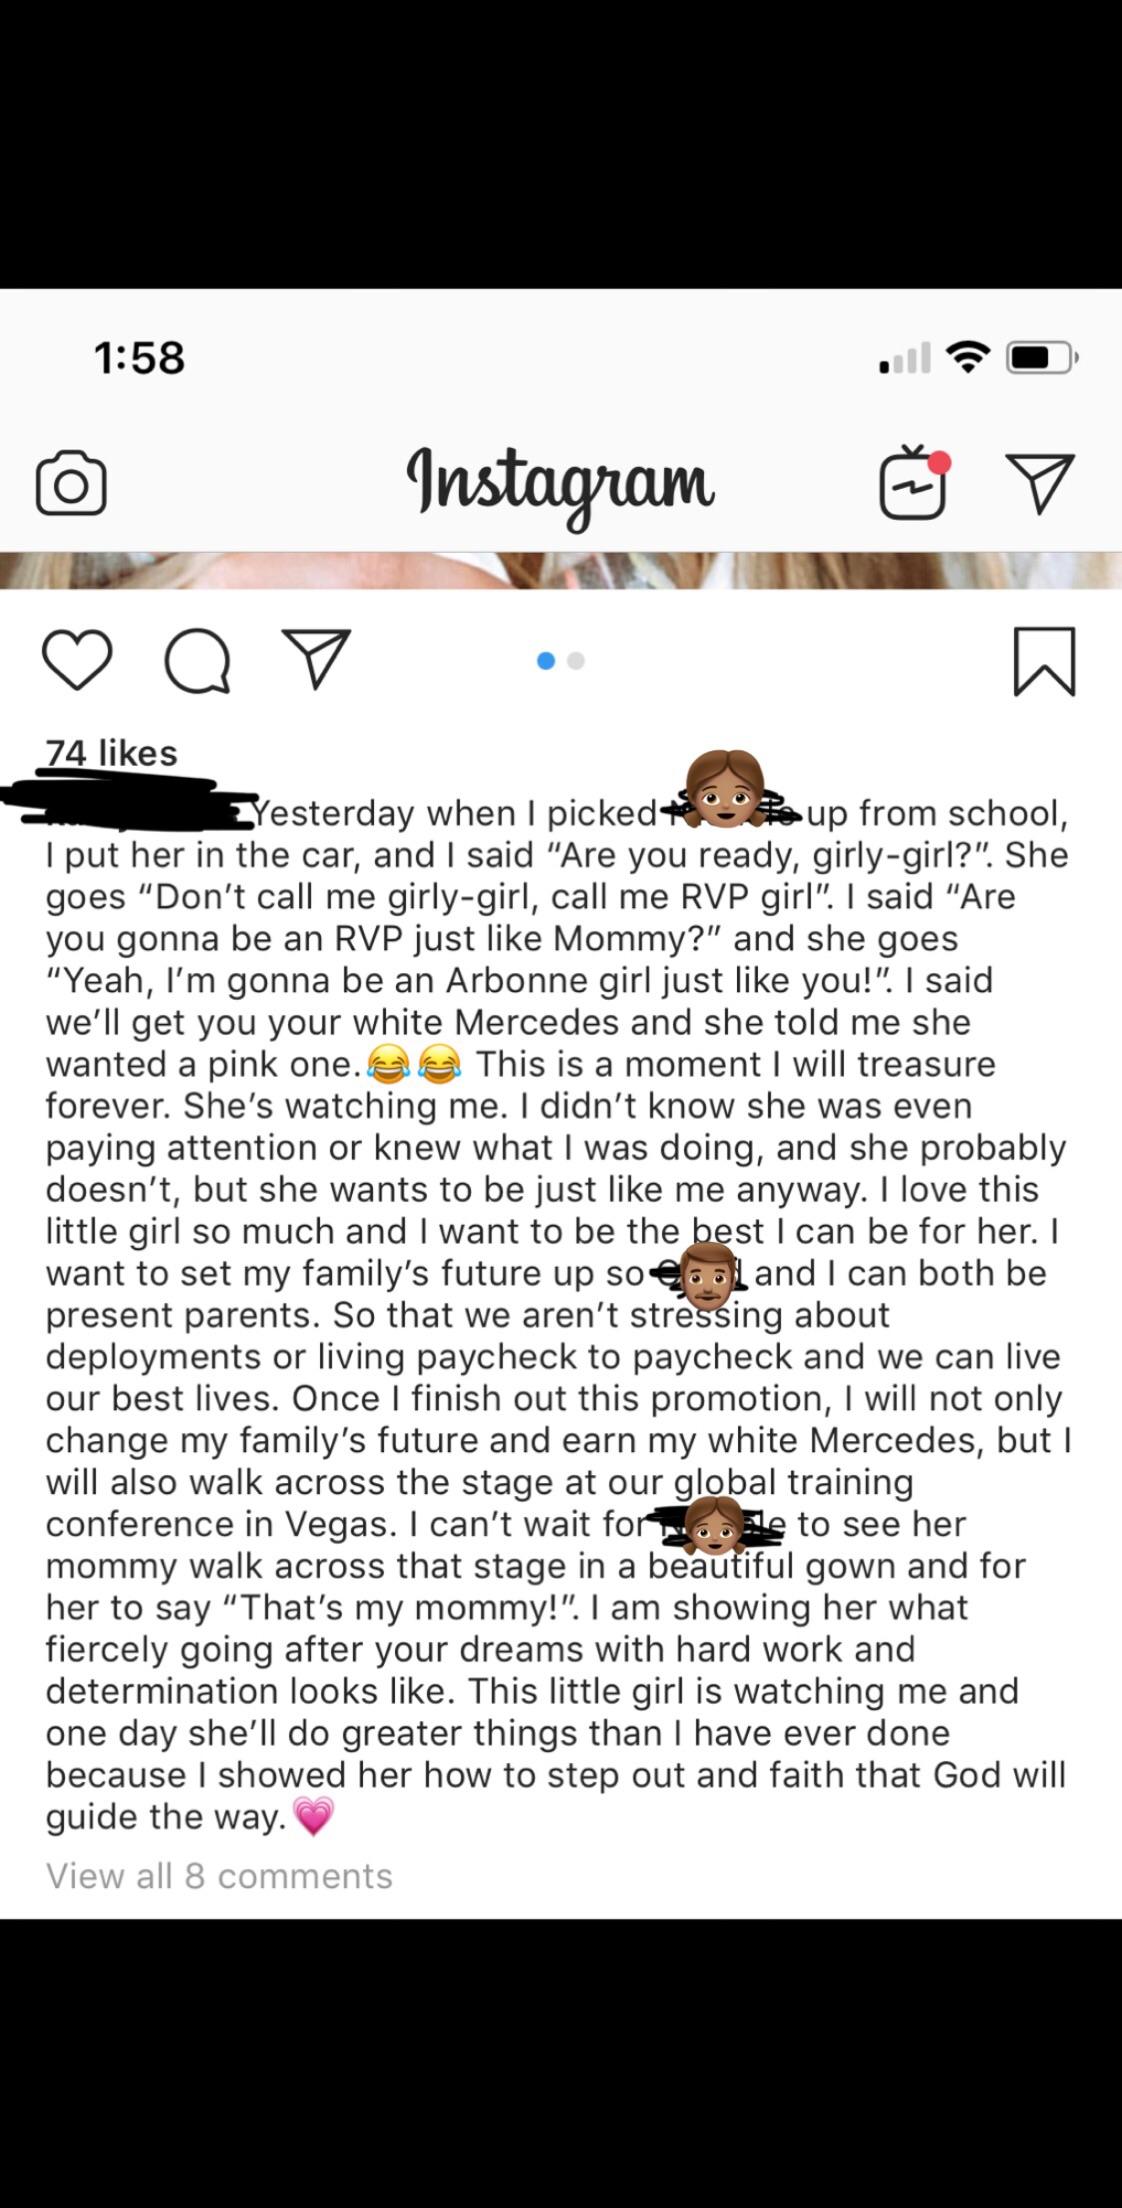 1:58
Instagram
74 likes
Yesterday when I picked up from school,
I put her in the car, and I said “Are you ready, girly-girl?”. She
goes “Don’t call me girly-girl, call me RVP girl”. I said “Are
you gonna be an RVP just like Mommy?” and she goes
“Yeah, I’m gonna be an Arbonne girl just like you!”. I said
we’ll get you your white Mercedes and she told me she
wanted a pink one.😂😂 This is a moment I will treasure
forever. She’s watching me. I didn’t know she was even
paying attention or knew what I was doing, and she probably
doesn’t, but she wants to be just like me anyway. I love this
little girl so much and I want to be the best I can be for her. I
want to set my family’s future up so and I can both be
present parents. So that we aren’t stressing about
deployments or living paycheck to paycheck and we can live
our best lives. Once I finish out this promotion, I will not only
change my family’s future and earn my white Mercedes, but I
will also walk across the stage at our global training
conference in Vegas. I can’t wait for to see her
mommy walk across that stage in a beautiful gown and for
her to say “That’s my mommy!”. I am showing her what
fiercely going after your dreams with hard work and
determination looks like. This little girl is watching me and
one day she’ll do greater things than I have ever done
because I showed her how to step out and faith that God will
guide the way.💗
View all 8 comments